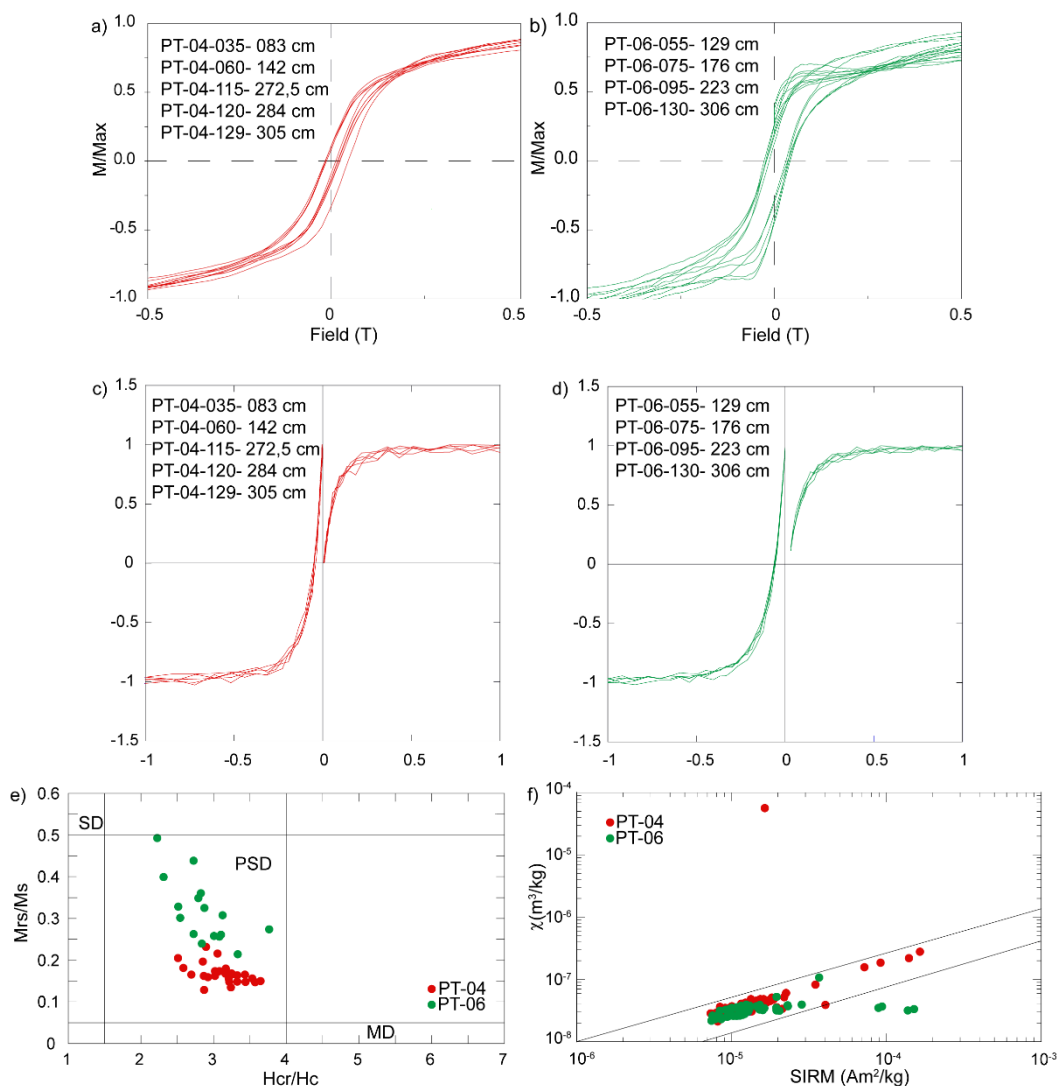 a)
1.0
0.5
0.0
-0.5
-1.0
M/Max
PT-04-035- 083 cm
PT-04-060- 142 cm
PT-04-115- 272,5 cm
PT-04-120- 284 cm
PT-04-129- 305 cm
-0.5
0
0.5
Field (T)
b)
1.0
0.5
0.0
-0.5
-1.0
M/Max
PT-06-055- 129 cm
PT-06-075- 176 cm
PT-06-095- 223 cm
PT-06-130- 306 cm
-0.5
0
0.5
Field (T)
c)
1.5
1
0.5
0
-0.5
-1
-1.5
PT-04-035- 083 cm
PT-04-060- 142 cm
PT-04-115- 272,5 cm
PT-04-120- 284 cm
PT-04-129- 305 cm
-1
-0.5
0
0.5
1
d)
1.5
1
0.5
0
-0.5
-1
-1.5
PT-06-055- 129 cm
PT-06-075- 176 cm
PT-06-095- 223 cm
PT-06-130- 306 cm
-1
-0.5
0
0.5
1
e)
0.6
0.5
0.4
0.3
0.2
0.1
0
Mrs/Ms
SD
PSD
MD
PT-04
PT-06
1
2
3
4
5
6
7
Hcr/Hc
f)
PT-04
PT-06
χ(m³/kg)
10⁻⁴
10⁻⁵
10⁻⁶
10⁻⁷
10⁻⁸
10⁻⁶
10⁻⁵
10⁻⁴
10⁻³
SIRM (Am²/kg)